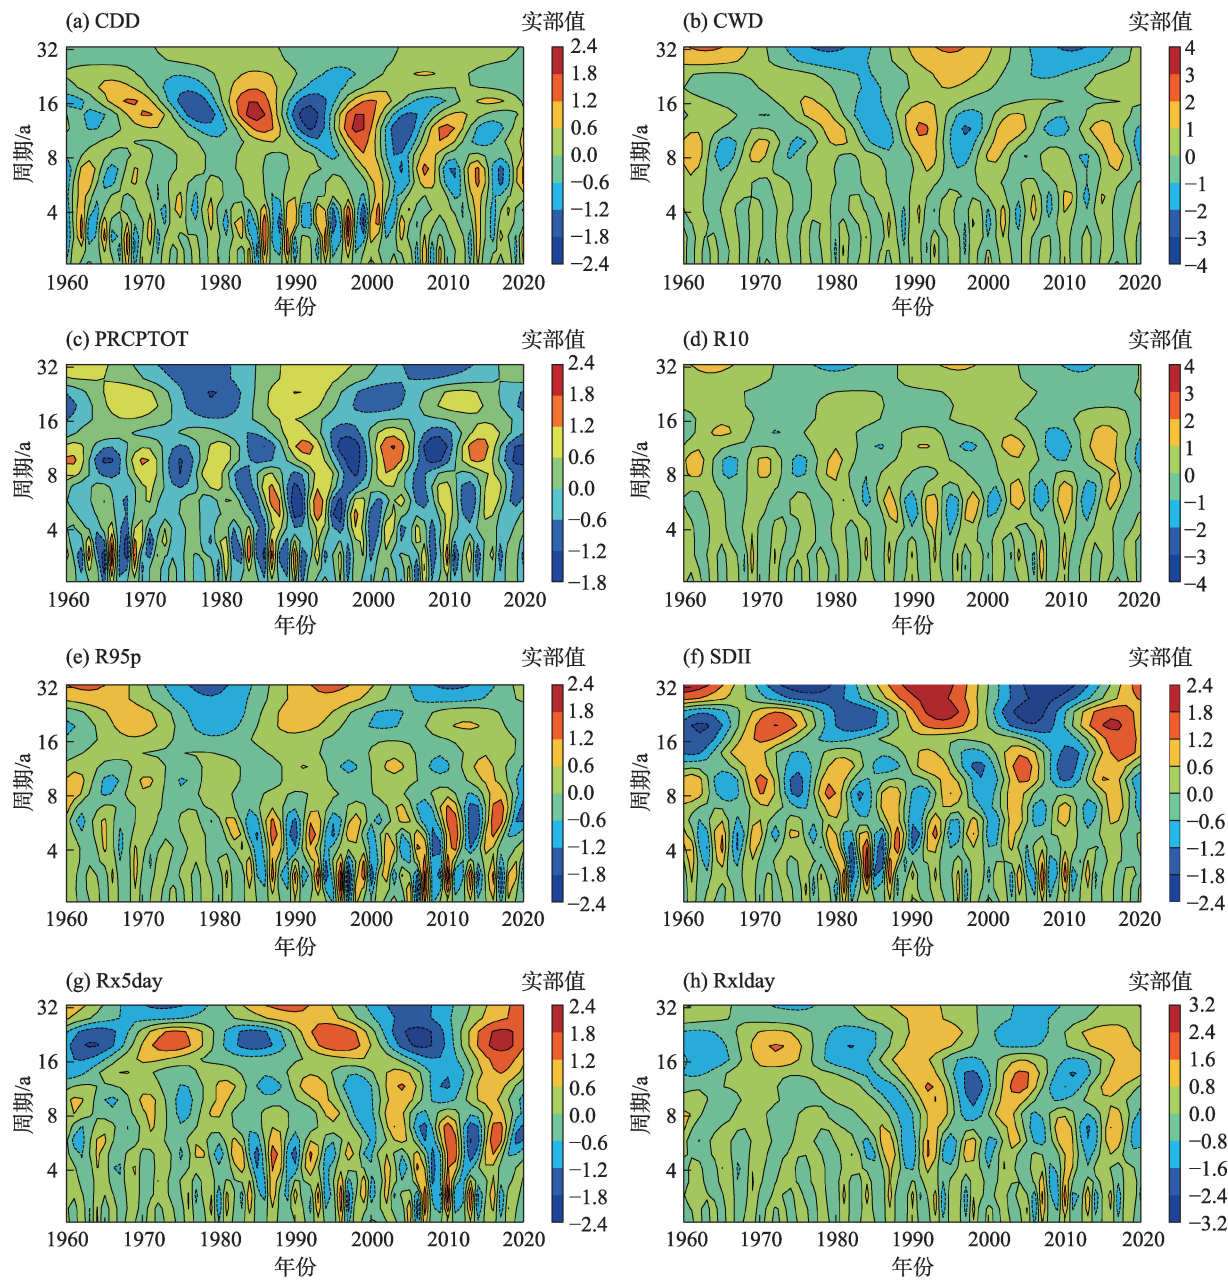 (a) CDD 实部值
(b) CWD 实部值
32 16 8 4
周期/a
2.4 1.8 1.2 0.6 0.0 −0.6 −1.2 −1.8 −2.4
1960 1970 1980 1990 2000 2010 2020
年份
32 16 8 4
周期/a
4 3 2 1 0 −1 −2 −3 −4
1960 1970 1980 1990 2000 2010 2020
年份
(c) PRCPTOT 实部值
(d) R10 实部值
32 16 8 4
周期/a
2.4 1.8 1.2 0.6 0.0 −0.6 −1.2 −1.8
1960 1970 1980 1990 2000 2010 2020
年份
32 16 8 4
周期/a
4 3 2 1 0 −1 −2 −3 −4
1960 1970 1980 1990 2000 2010 2020
年份
(e) R95p 实部值
(f) SDII 实部值
32 16 8 4
周期/a
2.4 1.8 1.2 0.6 0.0 −0.6 −1.2 −1.8 −2.4
1960 1970 1980 1990 2000 2010 2020
年份
32 16 8 4
周期/a
2.4 1.8 1.2 0.6 0.0 −0.6 −1.2 −1.8 −2.4
1960 1970 1980 1990 2000 2010 2020
年份
(g) Rx5day 实部值
(h) Rxlday 实部值
32 16 8 4
周期/a
2.4 1.8 1.2 0.6 0.0 −0.6 −1.2 −1.8 −2.4
1960 1970 1980 1990 2000 2010 2020
年份
32 16 8 4
周期/a
3.2 2.4 1.6 0.8 0.0 −0.8 −1.6 −2.4 −3.2
1960 1970 1980 1990 2000 2010 2020
年份